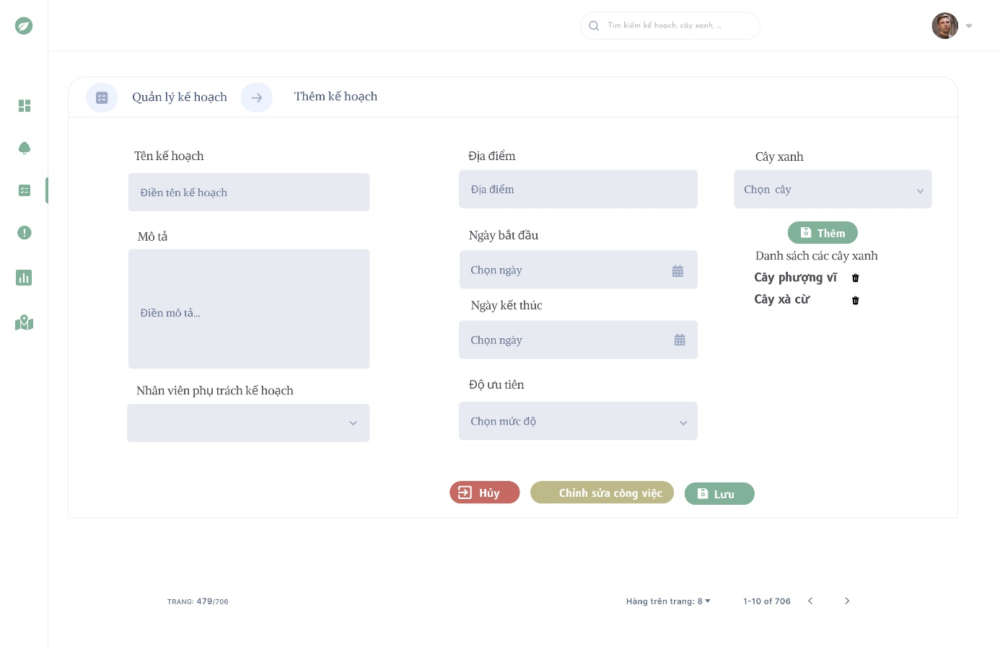 Tìm kiếm kế hoạch, cây xanh, ...
Quản lý kế hoạch
Thêm kế hoạch
Tên kế hoạch
Điền tên kế hoạch
Mô tả
Điền mô tả...
Nhân viên phụ trách kế hoạch
Địa điểm
Địa điểm
Ngày bắt đầu
Chọn ngày
Ngày kết thúc
Chọn ngày
Độ ưu tiên
Chọn mức độ
Cây xanh
Chọn cây
Thêm
Danh sách các cây xanh
Cây phượng vĩ
Cây xà cừ
Hủy
Chỉnh sửa công việc
Lưu
TRANG: 479/706
Hàng trên trang: 8
1-10 of 706